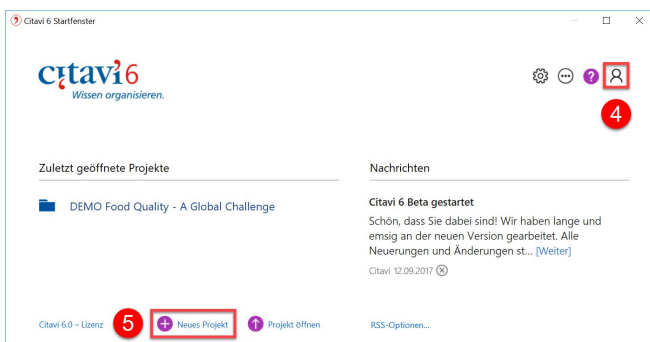 Citavi 6 Startfenster
citavi 6
Wissen organisieren.
?
4
Zuletzt geöffnete Projekte
DEMO Food Quality - A Global Challenge
Nachrichten
Citavi 6 Beta gestartet
Schön, dass Sie dabei sind! Wir haben lange und
emsig an der neuen Version gearbeitet. Alle
Neuerungen und Änderungen st... [Weiter]
Citavi 12.09.2017
Citavi 6.0 – Lizenz
5
Neues Projekt
Projekt öffnen
RSS-Optionen...